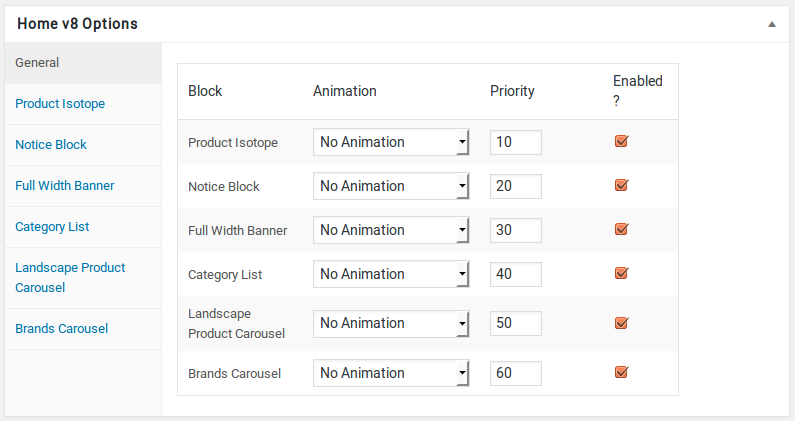 Home v8 Options
General
Product Isotope
Notice Block
Full Width Banner
Category List
Landscape Product
Carousel
Brands Carousel
Block Animation Priority Enabled
?
Product Isotope No Animation 10
Notice Block No Animation 20
Full Width Banner No Animation 30
Category List No Animation 40
Landscape
Product Carousel No Animation 50
Brands Carousel No Animation 60